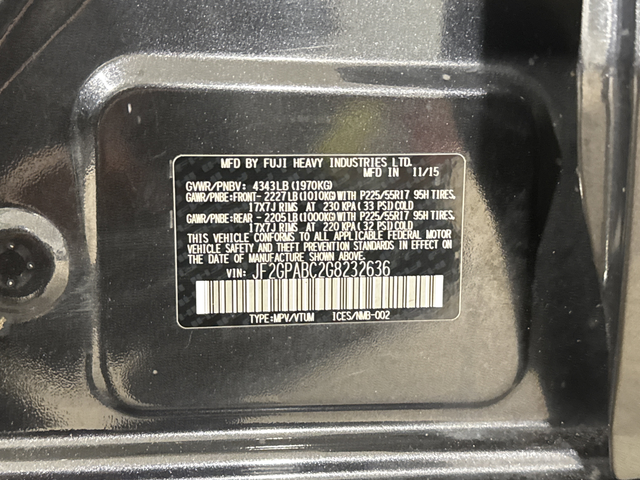 MFD BY FUJI HEAVY INDUSTRIES LTD.
MFD IN 11/15
GVWR/PNBV: 4343LB(1970KG)
GAWR/PNBE:FRONT- 2227LB(1010KG)WITH P225/55R17 95H TIRES,
17X7J RIMS AT 230 KPA(33 PSI)COLD
GAWR/PNBE:REAR - 2205LB(1000KG)WITH P225/55R17 95H TIRES,
17X7J RIMS AT 220 KPA(32 PSI)COLD
THIS VEHICLE CONFORMS TO ALL APPLICABLE FEDERAL MOTOR
VEHICLE SAFETY AND BUMPER STANDARDS IN EFFECT ON
THE DATE OF MANUFACTURE SHOWN ABOVE.
VIN: JF2GPABC2G8232636
TYPE:MPV/VTUM ICES/NMB-002